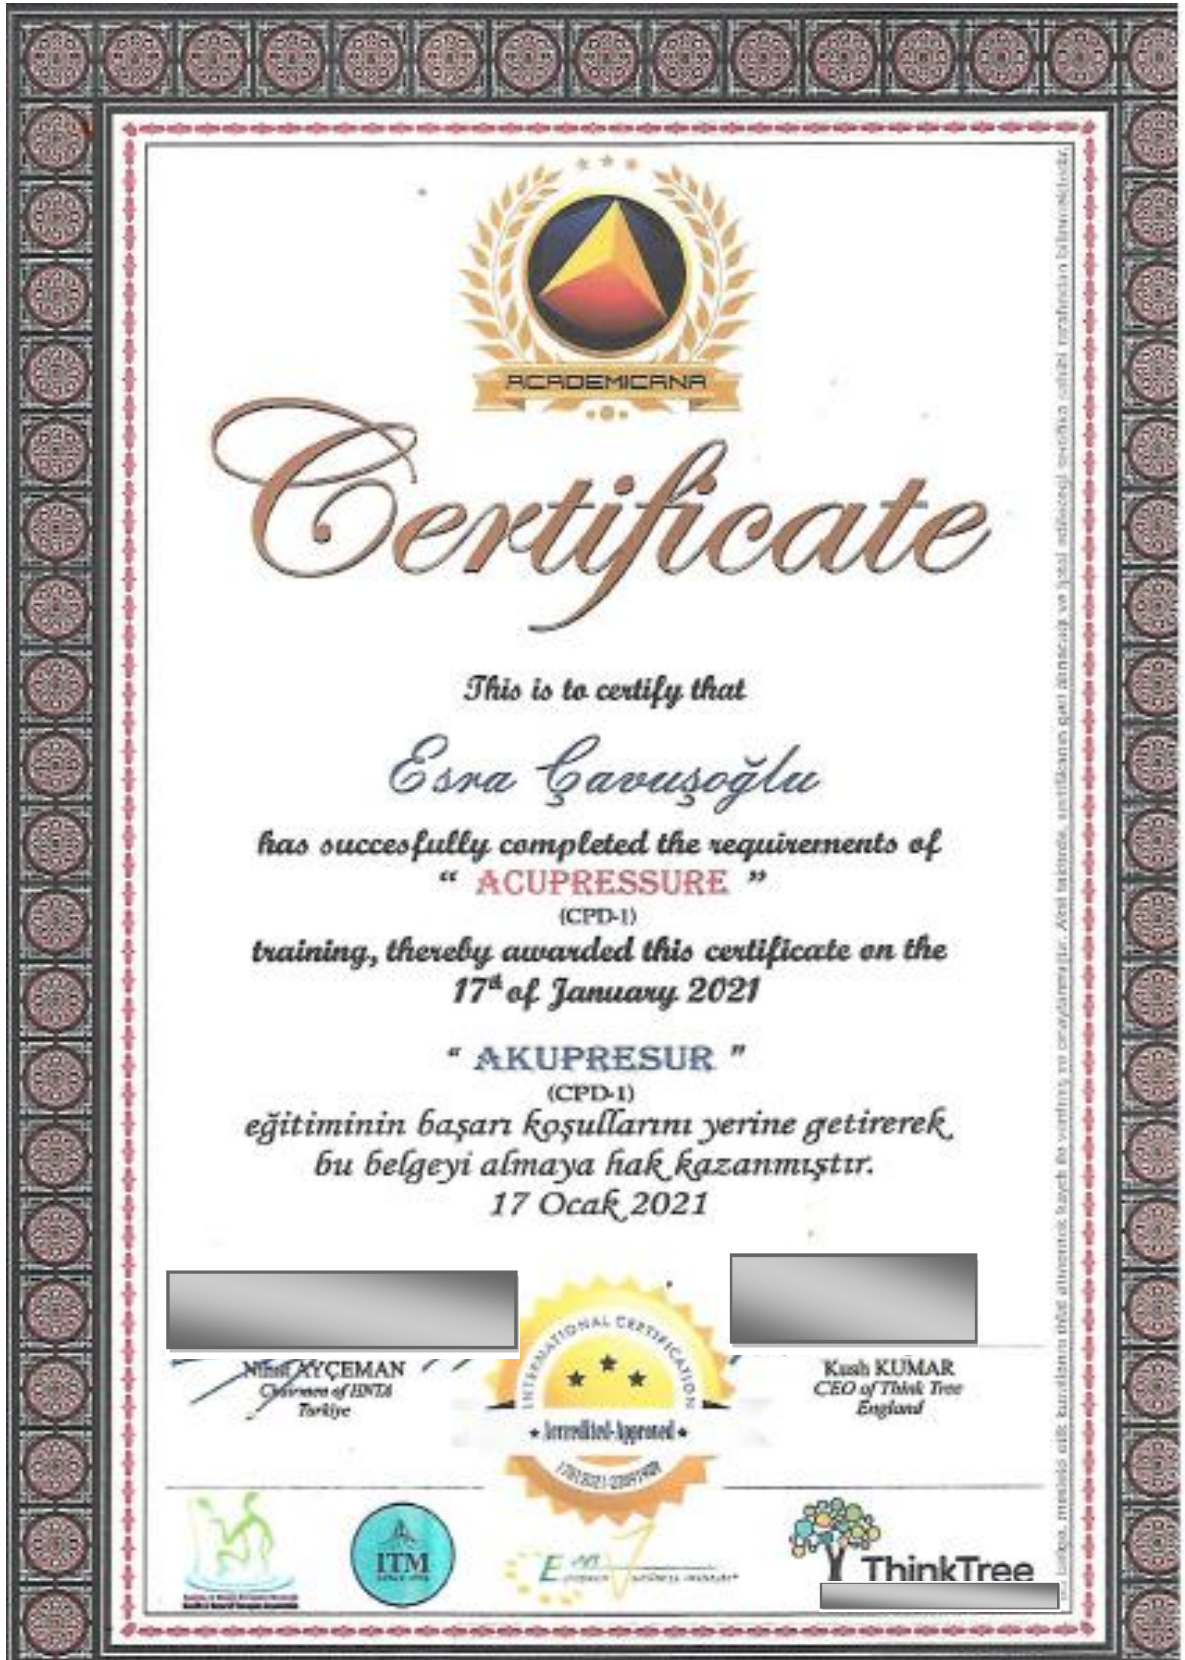 ACADEMICANA
Certificate
This is to certify that
Esra Çavuşoğlu
has succesfully completed the requirements of
“ ACUPRESSURE ”
(CPD-1)
training, thereby awarded this certificate on the
17th of January 2021
“ AKUPRESUR ”
(CPD-1)
eğitiminin başarı koşullarını yerine getirerek
bu belgeyi almaya hak kazanmıştır.
17 Ocak 2021
AYÇEMAN
of HNTA
Turkiye
INTERNATIONAL CERTIFICATION
Accredited-Approved
Kush KUMAR
CEO of Think Tree
England
ITM
ThinkTree